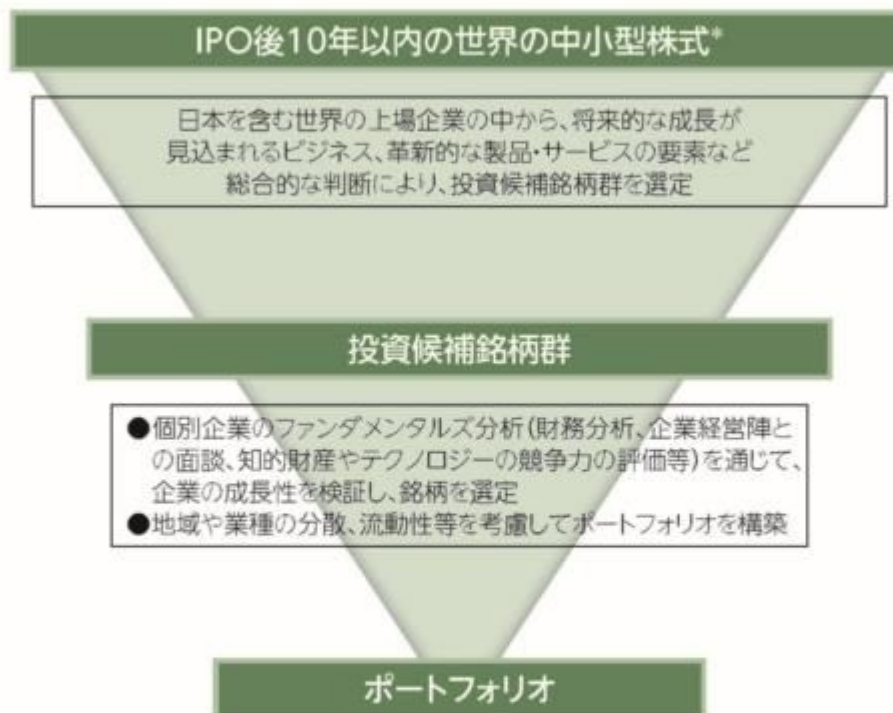 IPO後10年以内の世界の中小型株式*
日本を含む世界の上場企業の中から、将来的な成長が
見込まれるビジネス、革新的な製品・サービスの要素など
総合的な判断により、投資候補銘柄群を選定
投資候補銘柄群
●個別企業のファンダメンタルズ分析(財務分析、企業経営陣と
の面談、知的財産やテクノロジーの競争力の評価等)を通じて、
企業の成長性を検証し、銘柄を選定
●地域や業種の分散、流動性等を考慮してポートフォリオを構築
ポートフォリオ